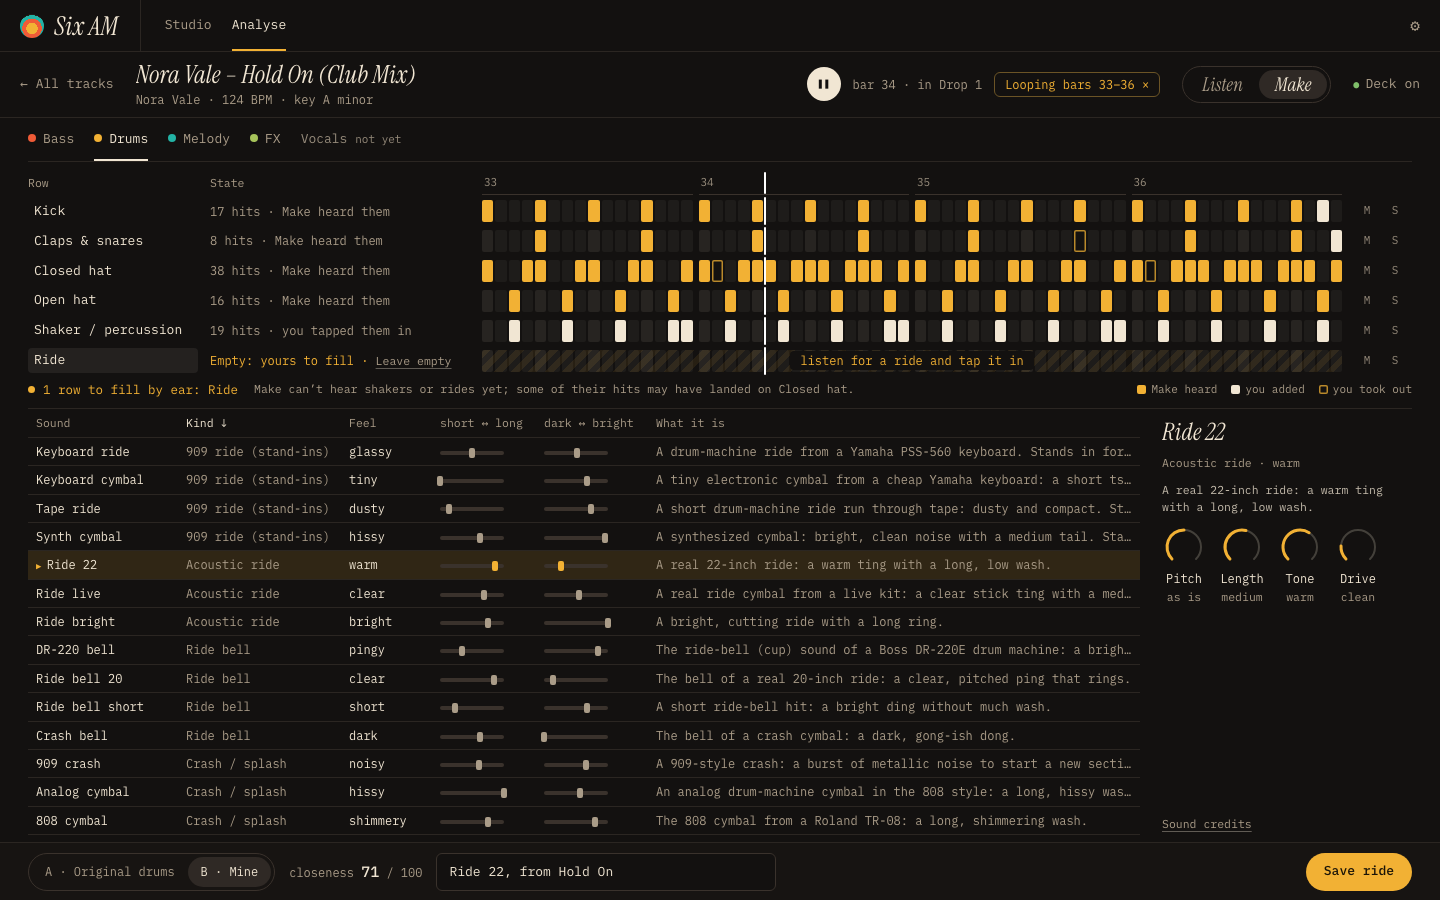 Six AM
Studio
Analyse
⚙
← All tracks
Nora Vale – Hold On (Club Mix)
Nora Vale · 124 BPM · key A minor
bar 34 · in Drop 1
Looping bars 33–36 ×
Listen
Make
Deck on
Bass
Drums
Melody
FX
Vocals not yet
Row State 33 34 35 36
Kick 17 hits · Make heard them M S
Claps & snares 8 hits · Make heard them M S
Closed hat 38 hits · Make heard them M S
Open hat 16 hits · Make heard them M S
Shaker / percussion 19 hits · you tapped them in M S
Ride Empty: yours to fill · Leave empty listen for a ride and tap it in M S
1 row to fill by ear: Ride Make can’t hear shakers or rides yet; some of their hits may have landed on Closed hat. Make heard you added you took out
Sound Kind ↓ Feel short ↔ long dark ↔ bright What it is
Keyboard ride 909 ride (stand-ins) glassy A drum-machine ride from a Yamaha PSS-560 keyboard. Stands in for…
Keyboard cymbal 909 ride (stand-ins) tiny A tiny electronic cymbal from a cheap Yamaha keyboard: a short ts…
Tape ride 909 ride (stand-ins) dusty A short drum-machine ride run through tape: dusty and compact. St…
Synth cymbal 909 ride (stand-ins) hissy A synthesized cymbal: bright, clean noise with a medium tail. Sta…
▸ Ride 22 Acoustic ride warm A real 22-inch ride: a warm ting with a long, low wash.
Ride live Acoustic ride clear A real ride cymbal from a live kit: a clear stick ting with a med…
Ride bright Acoustic ride bright A bright, cutting ride with a long ring.
DR-220 bell Ride bell pingy The ride-bell (cup) sound of a Boss DR-220E drum machine: a brigh…
Ride bell 20 Ride bell clear The bell of a real 20-inch ride: a clear, pitched ping that rings.
Ride bell short Ride bell short A short ride-bell hit: a bright ding without much wash.
Crash bell Ride bell dark The bell of a crash cymbal: a dark, gong-ish dong.
909 crash Crash / splash noisy A 909-style crash: a burst of metallic noise to start a new secti…
Analog cymbal Crash / splash hissy An analog drum-machine cymbal in the 808 style: a long, hissy was…
808 cymbal Crash / splash shimmery The 808 cymbal from a Roland TR-08: a long, shimmering wash.
Ride 22
Acoustic ride · warm
A real 22-inch ride: a warm ting
with a long, low wash.
Pitch Length Tone Drive
as is medium warm clean
Sound credits
A · Original drums
B · Mine
closeness 71 / 100
Ride 22, from Hold On
Save ride